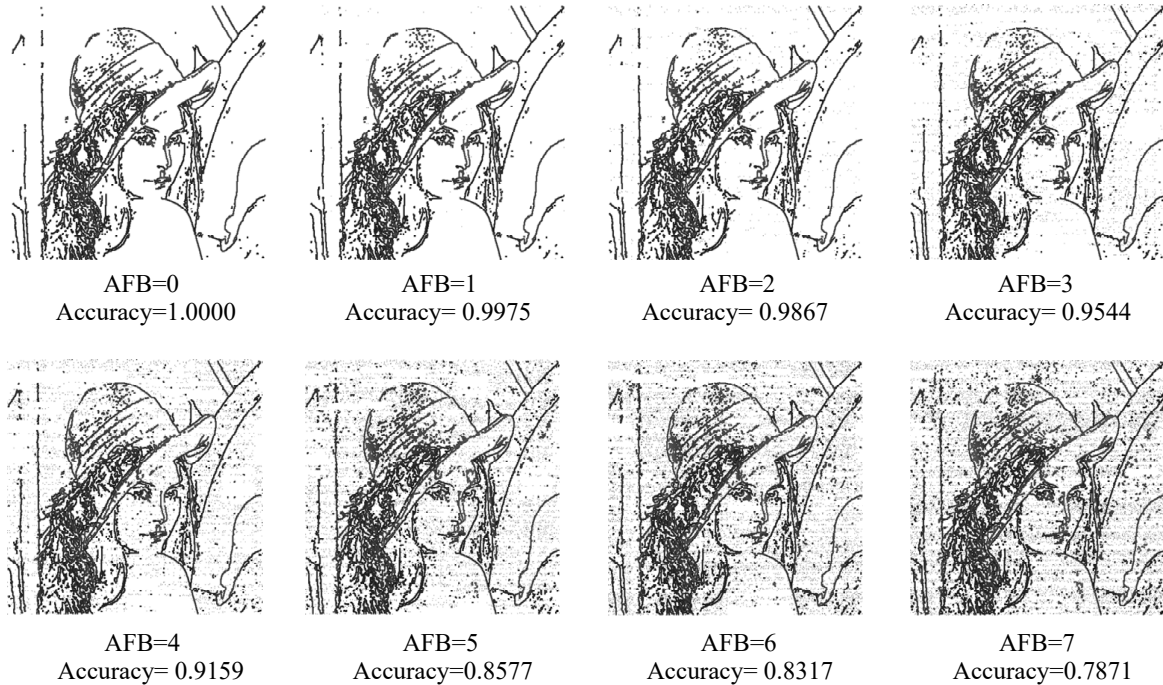 AFB=0
Accuracy=1.0000
AFB=1
Accuracy= 0.9975
AFB=2
Accuracy= 0.9867
AFB=3
Accuracy= 0.9544
AFB=4
Accuracy= 0.9159
AFB=5
Accuracy= 0.8577
AFB=6
Accuracy= 0.8317
AFB=7
Accuracy= 0.7871